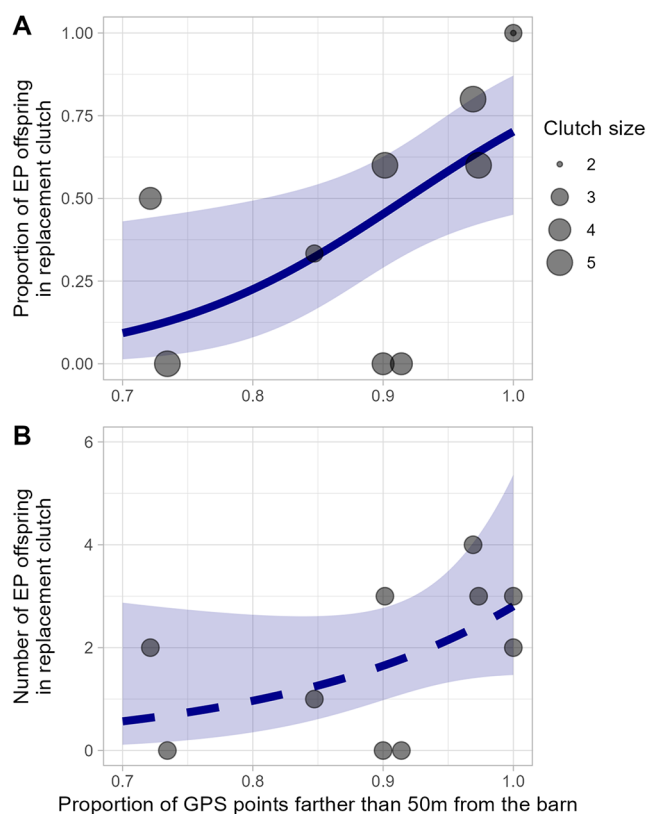 A
Proportion of EP offspring
in replacement clutch
1.00
0.75
0.50
0.25
0.00
0.7 0.8 0.9 1.0
Clutch size
2
3
4
5
B
Number of EP offspring
in replacement clutch
6
4
2
0
0.7 0.8 0.9 1.0
Proportion of GPS points farther than 50m from the barn